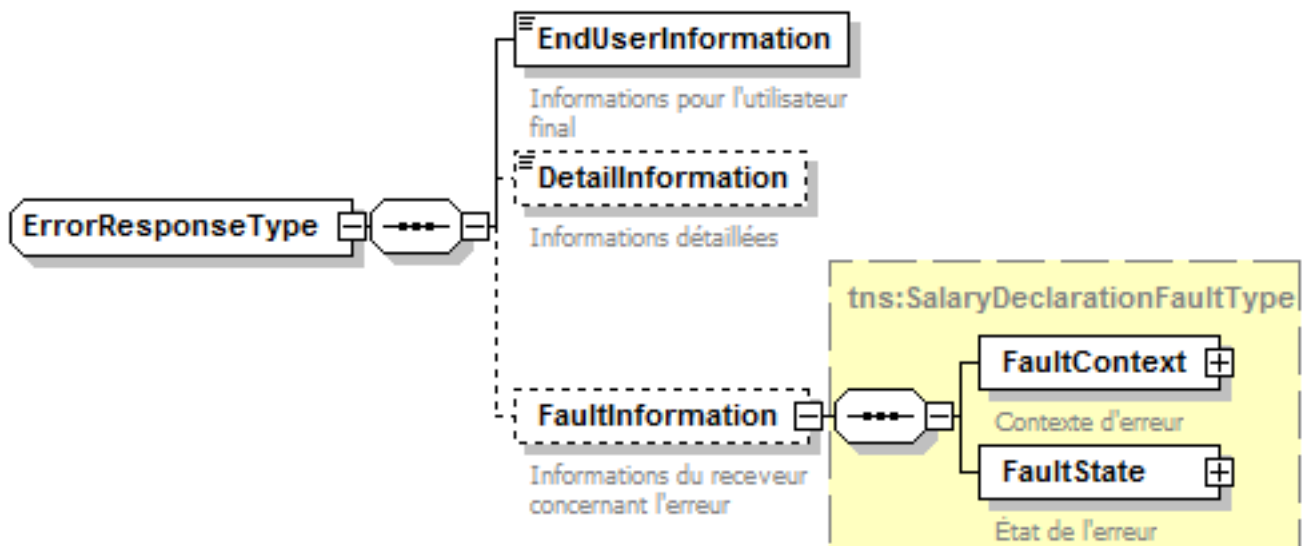 EndUserInformation
Informations pour l'utilisateur
final
DetailInformation
Informations détaillées
ErrorResponseType
tns:SalaryDeclarationFaultType
FaultContext
Contexte d'erreur
FaultInformation
Informations du receveur
concernant l'erreur
FaultState
État de l'erreur